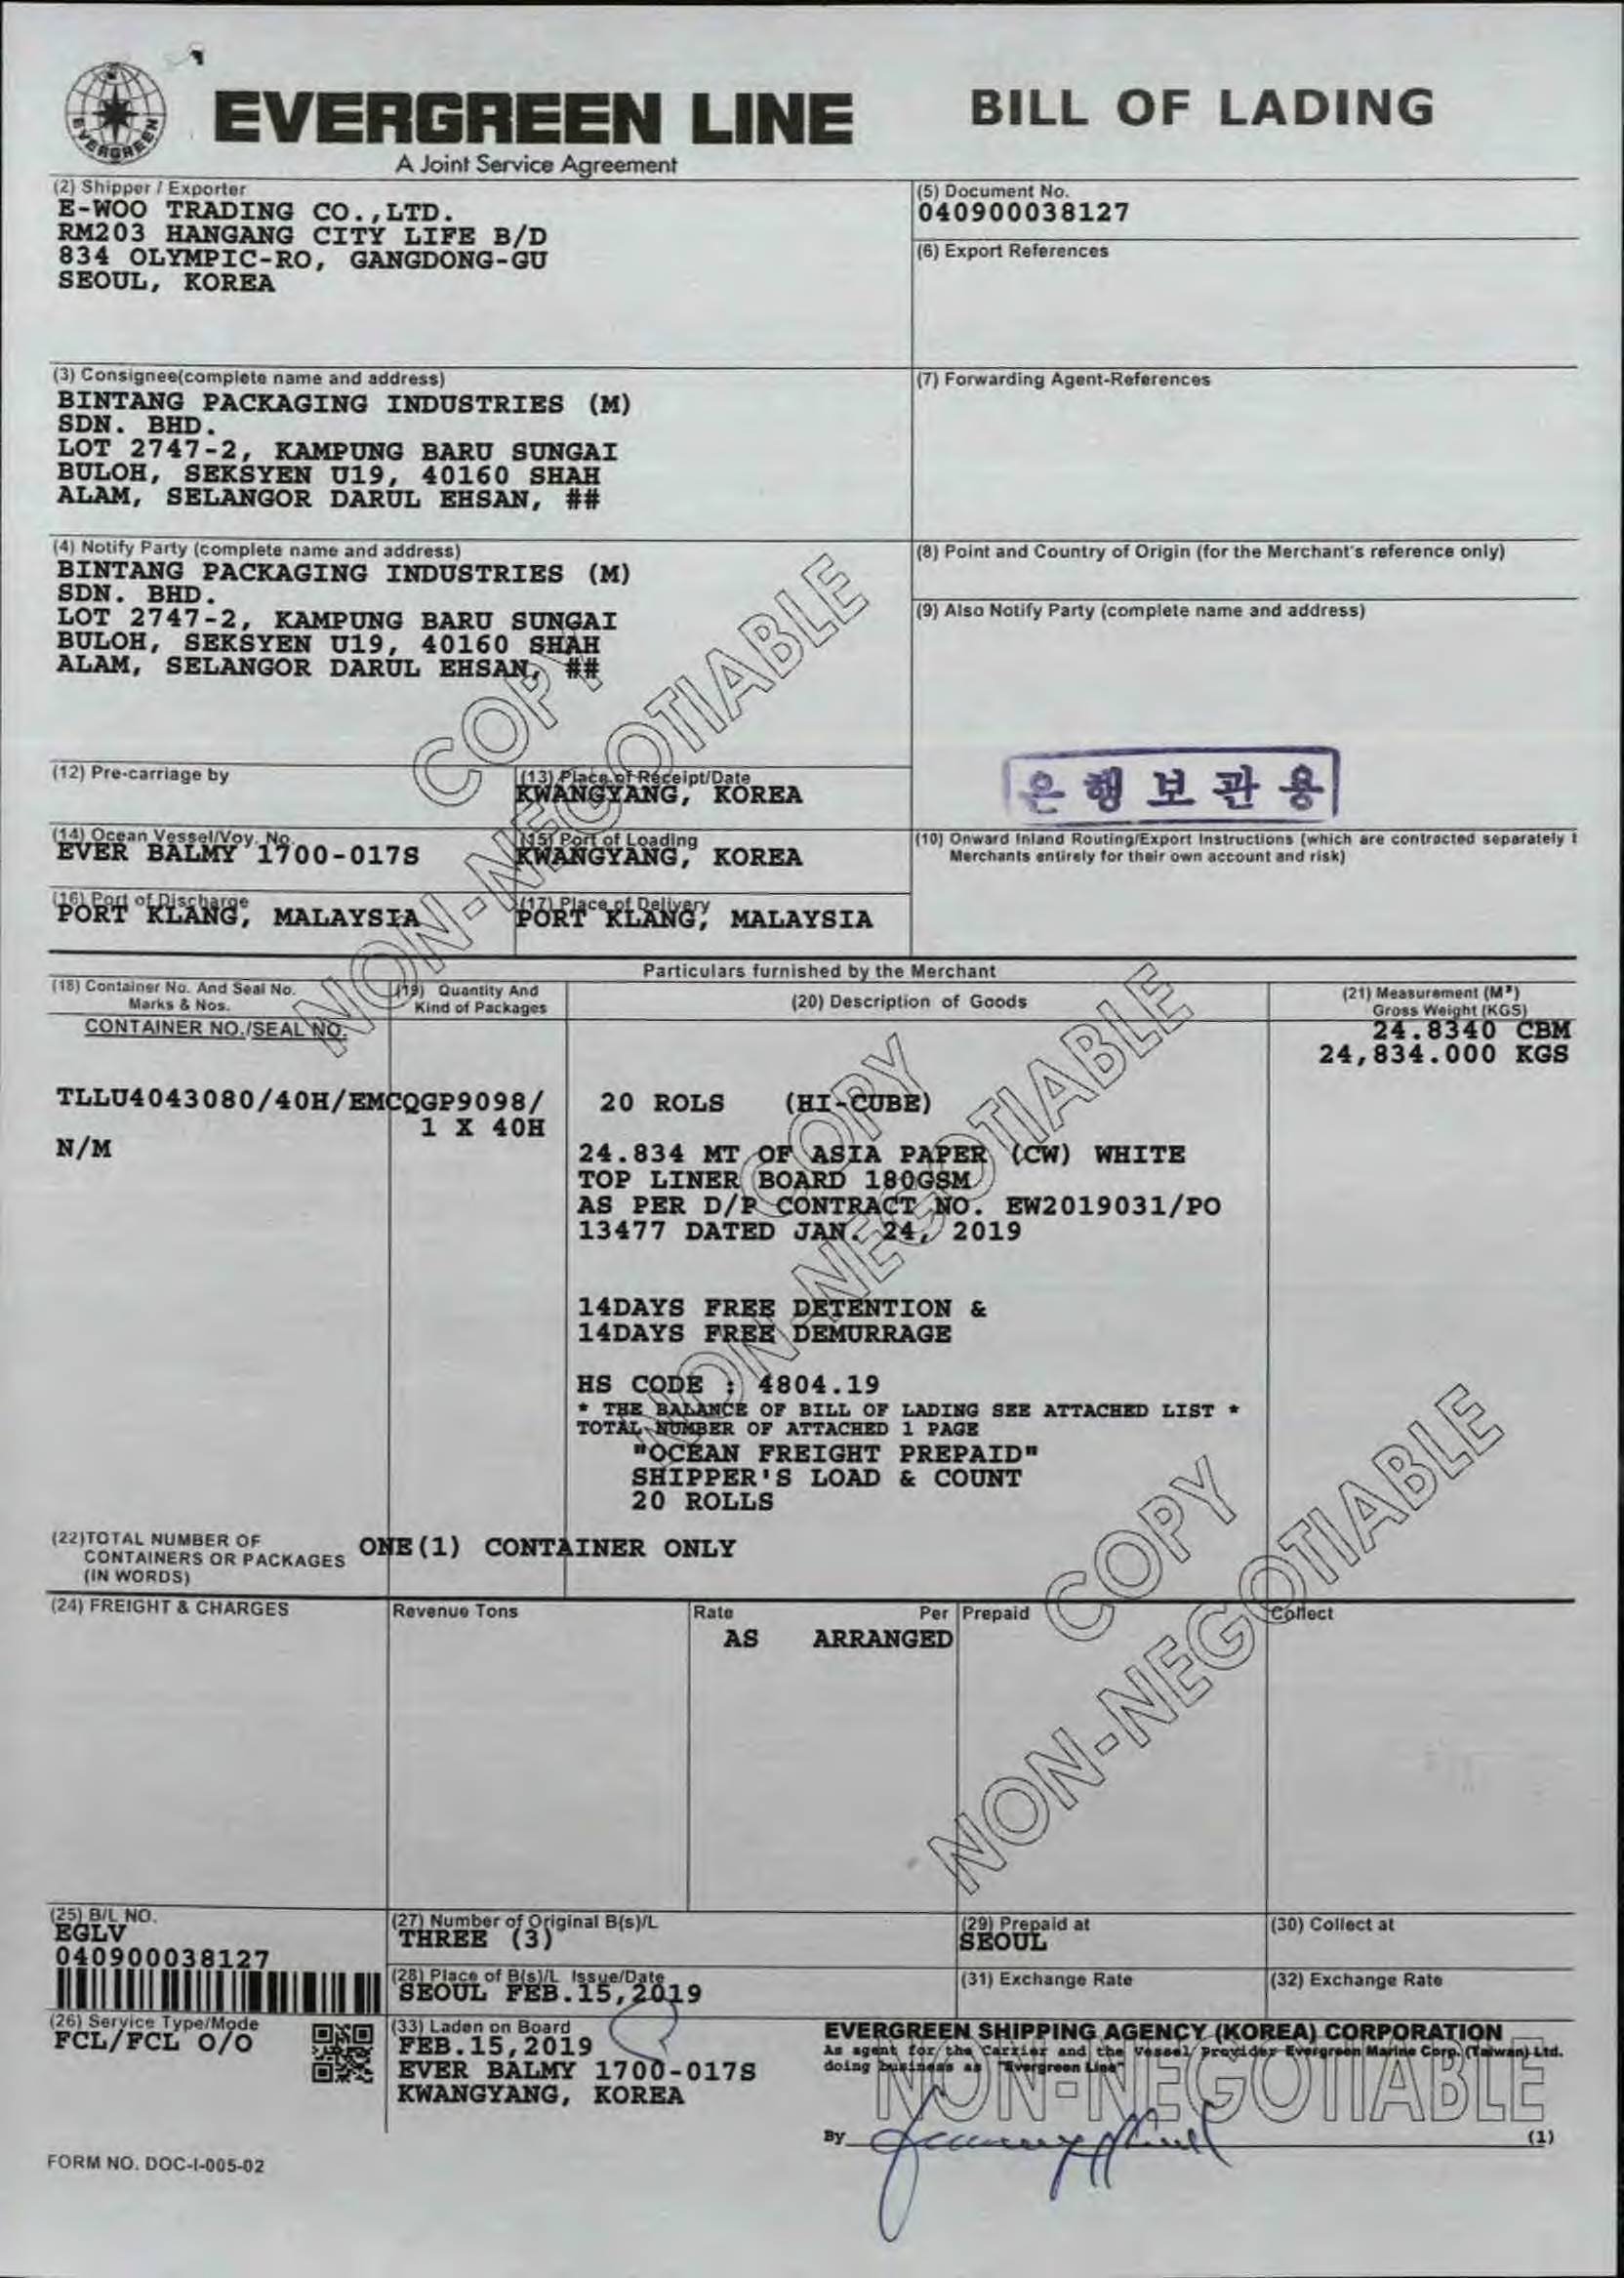 EVERGREEN
EVERGREEN LINE
BILL OF LADING
A Joint Service Agreement
(2) Shipper / Exporter
E-WOO TRADING CO.,LTD.
RM203 HANGANG CITY LIFE B/D
834 OLYMPIC-RO, GANGDONG-GU
SEOUL, KOREA
(5) Document No.
040900038127
(6) Export References
(3) Consignee(complete name and address)
BINTANG PACKAGING INDUSTRIES (M)
SDN. BHD.
LOT 2747-2, KAMPUNG BARU SUNGAI
BULOH, SEKSYEN U19, 40160 SHAH
ALAM, SELANGOR DARUL EHSAN, ##
(7) Forwarding Agent-References
(4) Notify Party (complete name and address)
BINTANG PACKAGING INDUSTRIES (M)
SDN. BHD.
LOT 2747-2, KAMPUNG BARU SUNGAI
BULOH, SEKSYEN U19, 40160 SHAH
ALAM, SELANGOR DARUL EHSAN, ##
(8) Point and Country of Origin (for the Merchant's reference only)
(9) Also Notify Party (complete name and address)
COPY
NON-NEGOTIABLE
은행보관용
(12) Pre-carriage by
(13) Place of Receipt/Date
KWANGYANG, KOREA
(14) Ocean Vessel/Voy. No.
EVER BALMY 1700-017S
(15) Port of Loading
KWANGYANG, KOREA
(10) Onward Inland Routing/Export Instructions (which are contracted separately
Merchants entirely for their own account and risk)
(16) Port of Discharge
PORT KLANG, MALAYSIA
(17) Place of Delivery
PORT KLANG, MALAYSIA
Particulars furnished by the Merchant
(18) Container No. And Seal No.
Marks & Nos.
(19) Quantity And
Kind of Packages
(20) Description of Goods
(21) Measurement (M³)
Gross Weight (KGS)
CONTAINER NO./SEAL NO.
24.8340 CBM
24,834.000 KGS
TLLU4043080/40H/EMCQGP9098/ 20 ROLS (HI-CUBE)
1 X 40H
N/M
24.834 MT OF ASIA PAPER (CW) WHITE
TOP LINER BOARD 180GSM
AS PER D/P CONTRACT NO. EW2019031/PO
13477 DATED JAN. 24, 2019
COPY
NON-NEGOTIABLE
14DAYS FREE DETENTION &
14DAYS FREE DEMURRAGE
HS CODE : 4804.19
* THE BALANCE OF BILL OF LADING SEE ATTACHED LIST *
TOTAL NUMBER OF ATTACHED 1 PAGE
"OCEAN FREIGHT PREPAID"
SHIPPER'S LOAD & COUNT
20 ROLLS
(22)TOTAL NUMBER OF
CONTAINERS OR PACKAGES
(IN WORDS)
ONE(1) CONTAINER ONLY
(24) FREIGHT & CHARGES
Revenue Tons
Rate
Per
Prepaid
Collect
AS ARRANGED
COPY
NON-NEGOTIABLE
(25) B/L NO.
EGLV
040900038127
(27) Number of Original B(s)/L
THREE (3)
(29) Prepaid at
SEOUL
(30) Collect at
(28) Place of B(s)/L Issue/Date
SEOUL FEB.15,2019
(31) Exchange Rate
(32) Exchange Rate
(26) Service Type/Mode
FCL/FCL O/O
(33) Laden on Board
FEB.15,2019
EVER BALMY 1700-017S
KWANGYANG, KOREA
EVERGREEN SHIPPING AGENCY (KOREA) CORPORATION
As agent for the Carrier and the Vessel Provider Evergreen Marine Corp. (Taiwan) Ltd.
doing business as "Evergreen Line"
NON-NEGOTIABLE
By
(1)
FORM NO. DOC-I-005-02